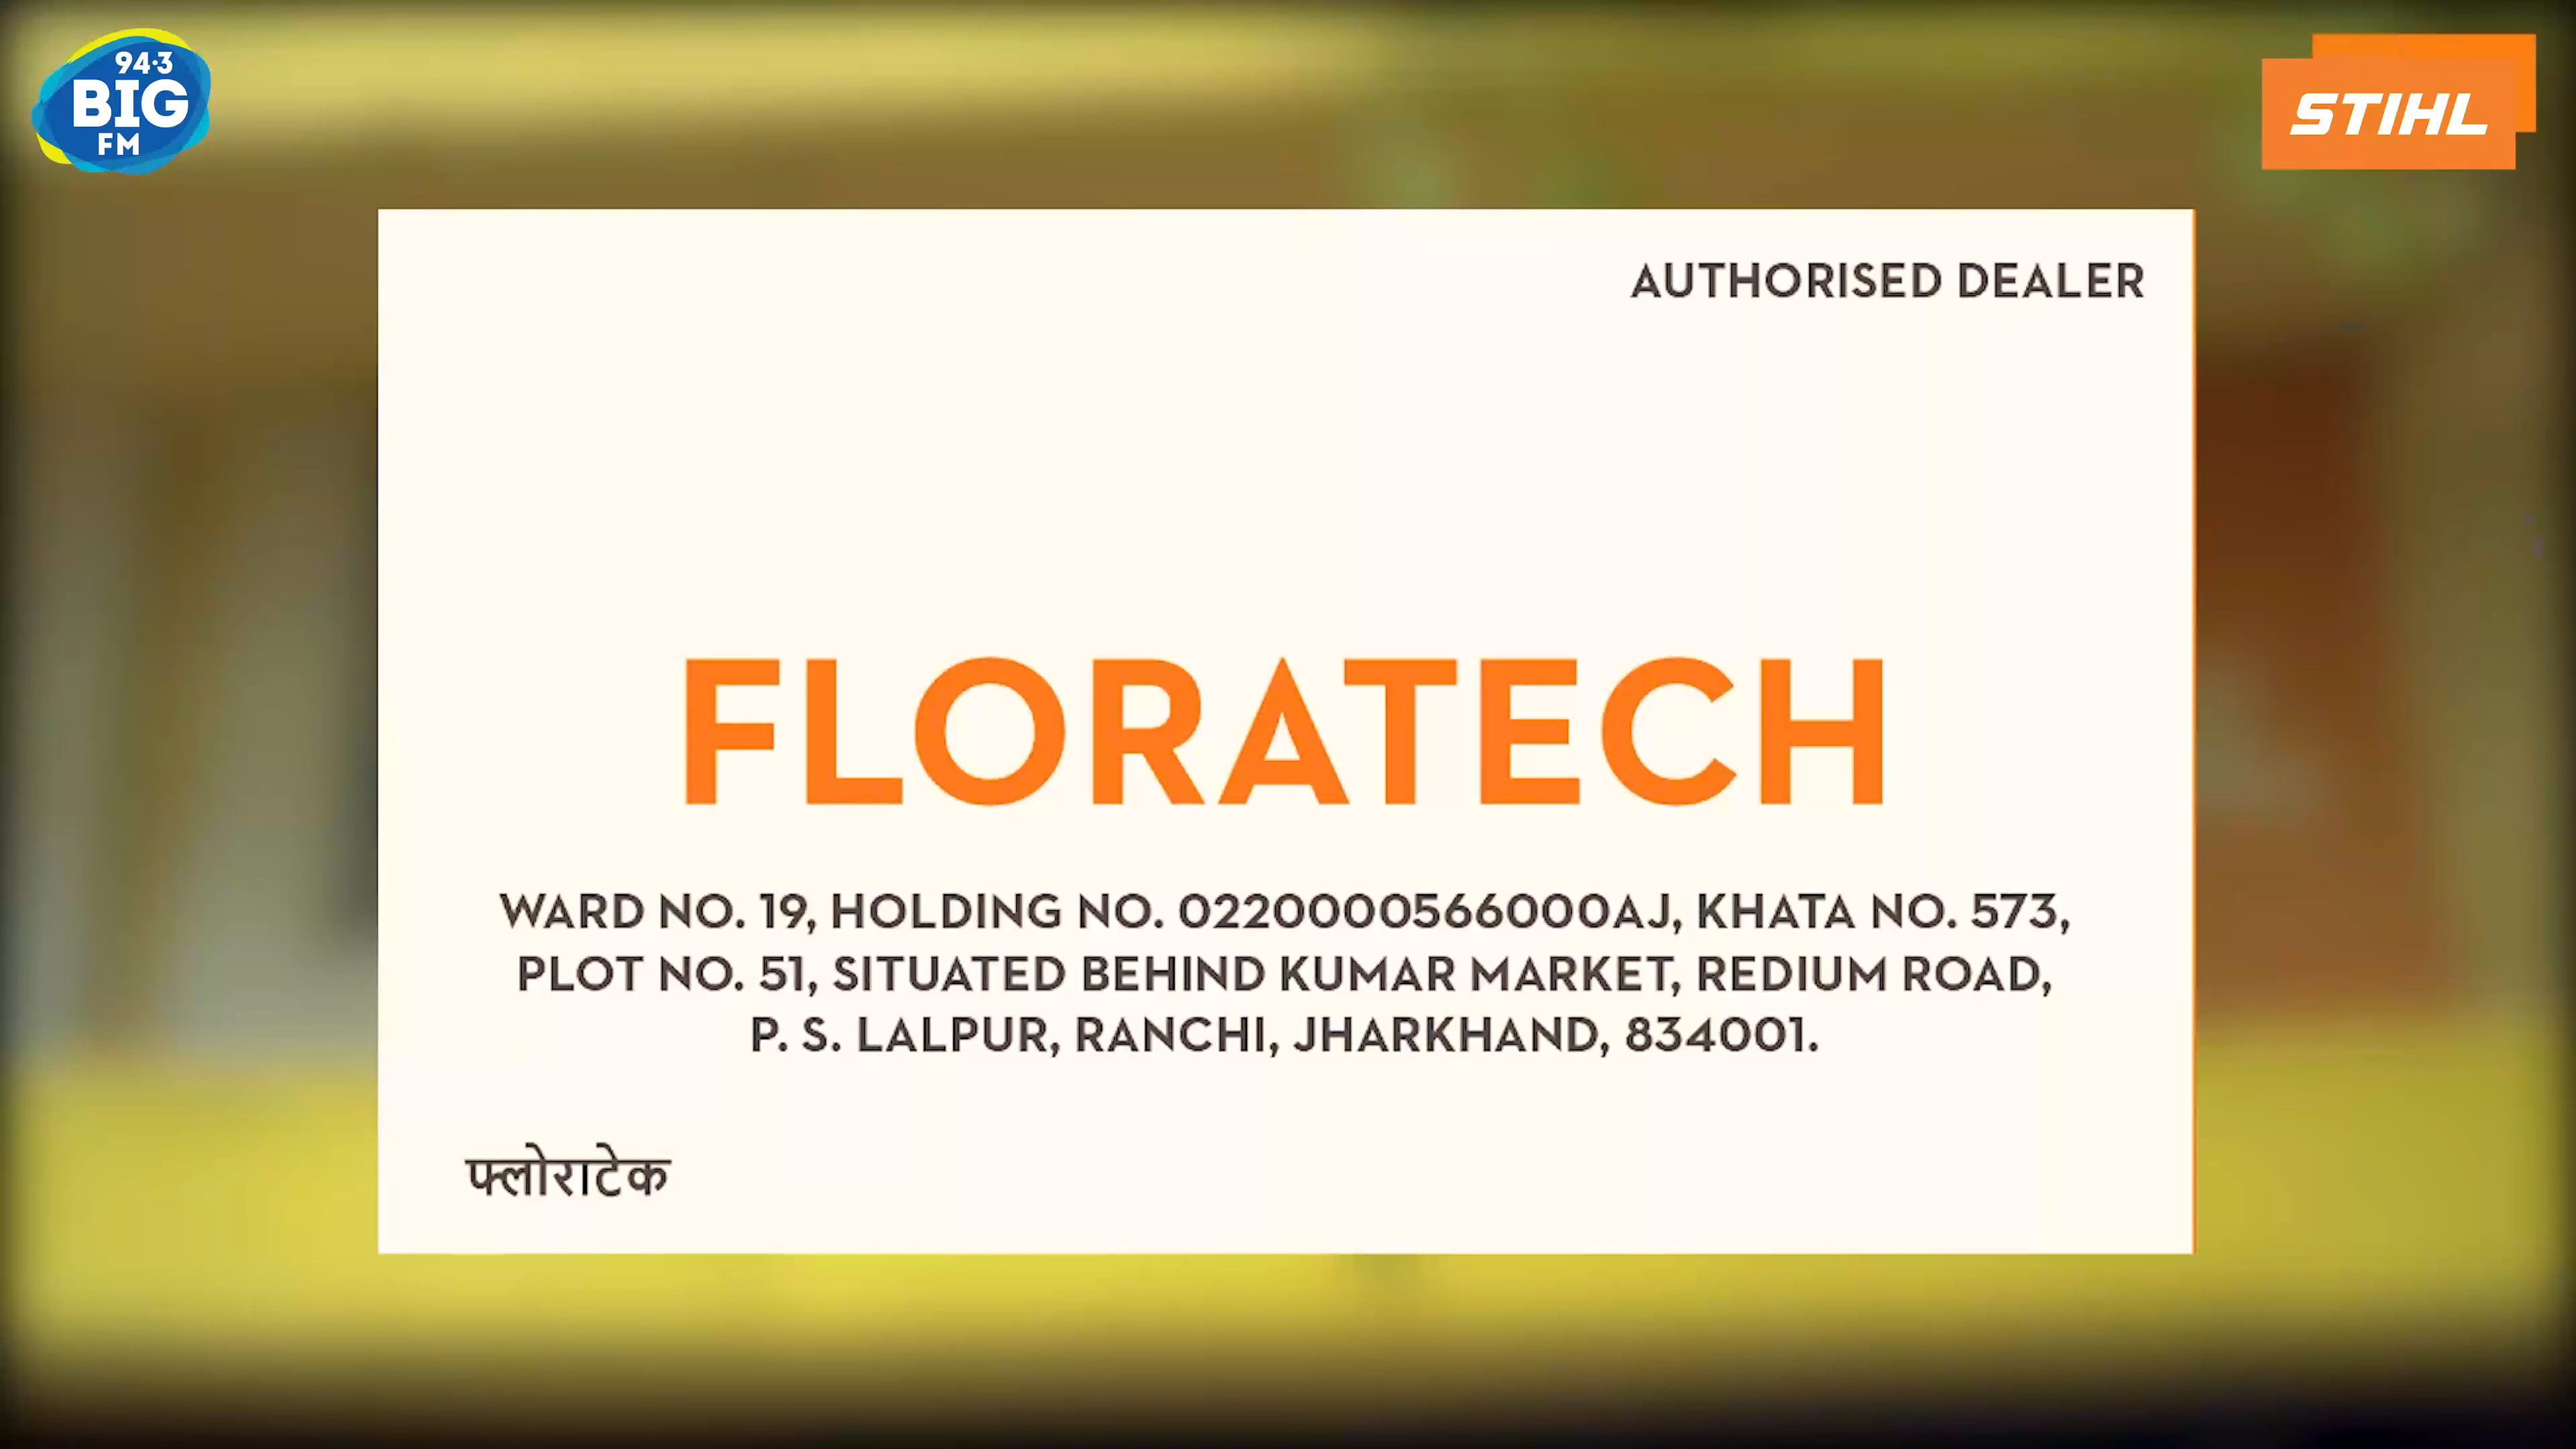 94.3
BIG
FM
STIHL
AUTHORISED DEALER
FLORATECH
WARD NO. 19, HOLDING NO. 0220000566000AJ, KHATA NO. 573,
PLOT NO. 51, SITUATED BEHIND KUMAR MARKET, REDIUM ROAD,
P. S. LALPUR, RANCHI, JHARKHAND, 834001.
फ्लोराटेक